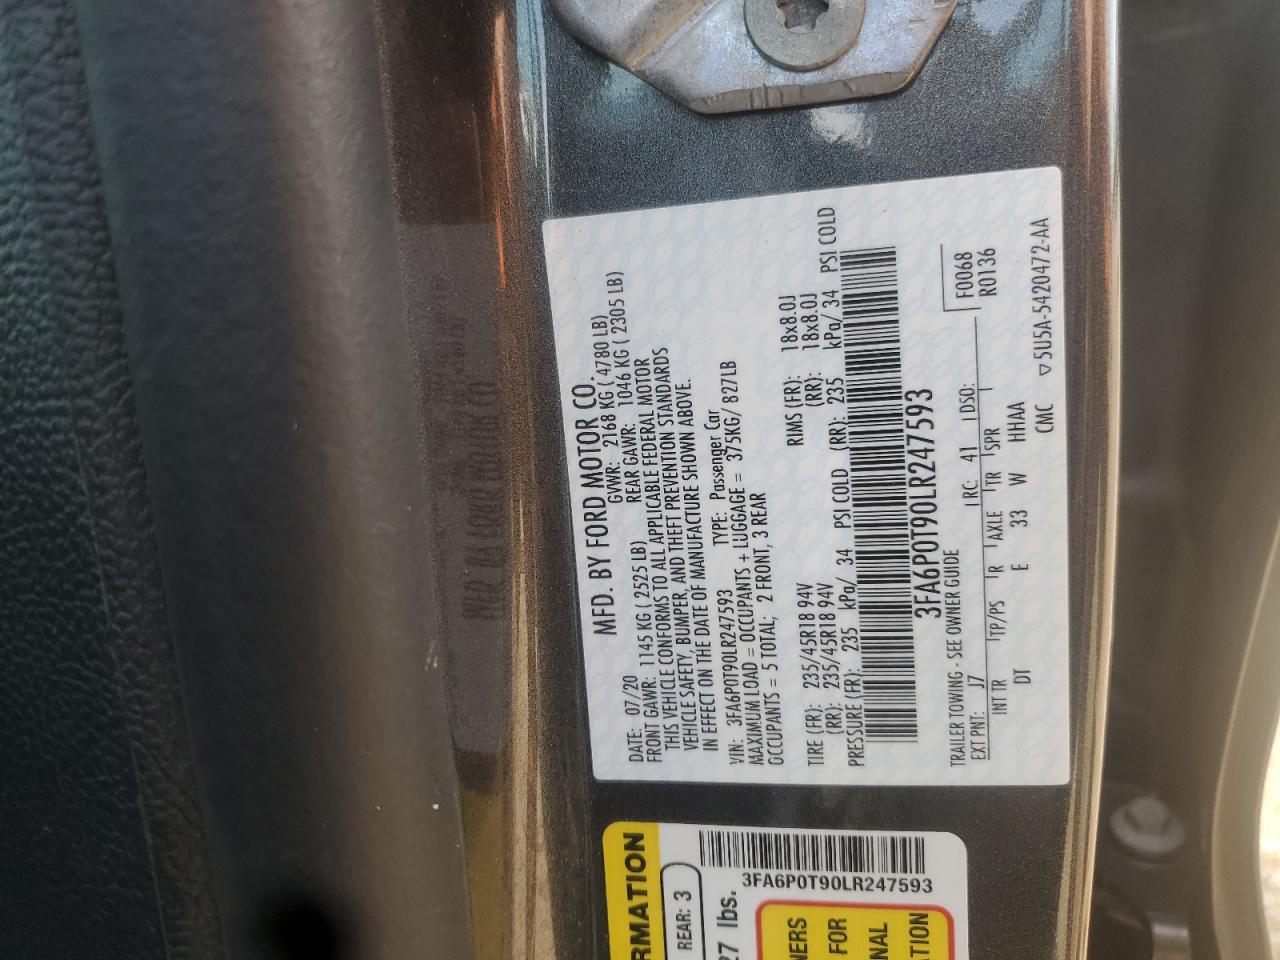 MFD. BY FORD MOTOR CO.
DATE: 07/20 GVWR: 2168 KG ( 4780 LB)
FRONT GAWR: 1145 KG ( 2525 LB) REAR GAWR: 1046 KG ( 2305 LB)
THIS VEHICLE CONFORMS TO ALL APPLICABLE FEDERAL MOTOR
VEHICLE SAFETY, BUMPER, AND THEFT PREVENTION STANDARDS
IN EFFECT ON THE DATE OF MANUFACTURE SHOWN ABOVE.
VIN: 3FA6P0T90LR247593 TYPE: Passenger Car
MAXIMUM LOAD = OCCUPANTS + LUGGAGE = 375KG/ 827LB
OCCUPANTS = 5 TOTAL; 2 FRONT, 3 REAR
TIRE (FR): 235/45R18 94V RIMS (FR): 18x8.0J
(RR): 235/45R18 94V (RR): 18x8.0J
PRESSURE (FR): 235 kPa/ 34 PSI COLD (RR): 235 kPa/ 34 PSI COLD
3FA6P0T90LR247593
F0068
R0136
TRAILER TOWING - SEE OWNER GUIDE
EXT PNT: J7 RC: 41 DSO:
INT TR TP/PS R AXLE TR SPR
DT E 33 W HHAA
CMC ▽5U5A-5420472-AA
RMATION
REAR: 3
27 lbs.
3FA6P0T90LR247593
NERS
FOR
NAL
TION